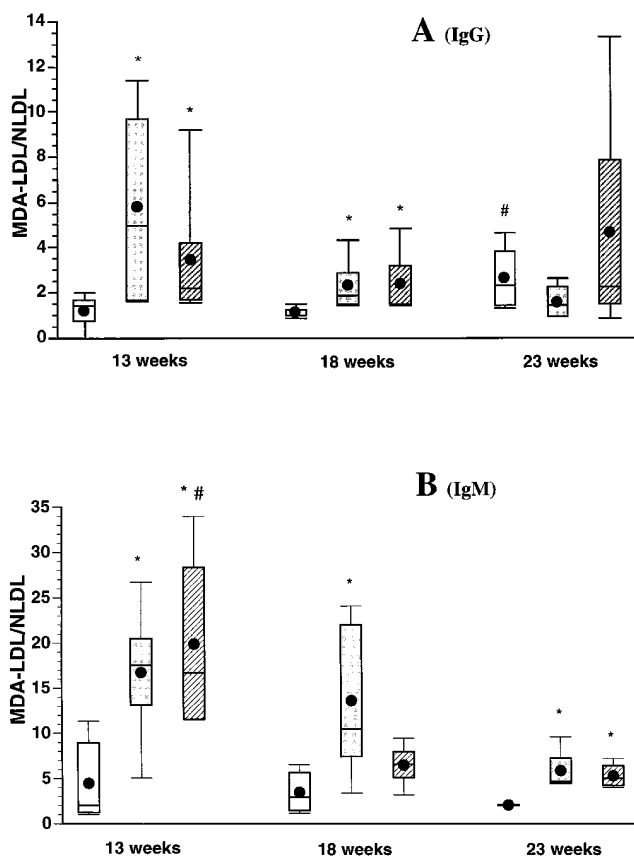 A (IgG)
MDA-LDL/NLDL
14
12
10
8
6
4
2
0
* * * * #
13 weeks 18 weeks 23 weeks
B (IgM)
MDA-LDL/NLDL
35
30
25
20
15
10
5
0
* * # * * *
13 weeks 18 weeks 23 weeks